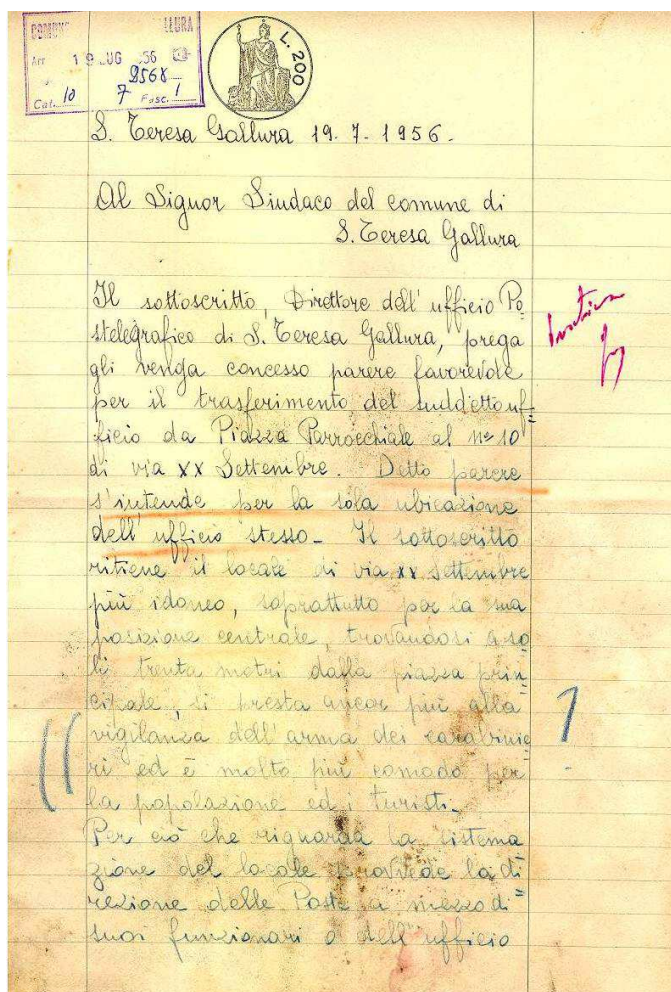 COMUNE GALLURA
Arr 19 LUG 1956
9568
Cat. 10 7 Fasc. 1
L. 200
S. Teresa Gallura 19. 7. 1956.
Al Signor Sindaco del comune di
S. Teresa Gallura
Il sottoscritto, Direttore dell'ufficio Po=
stelegrafico di S. Teresa Gallura, prega
gli venga concesso parere favorevole
per il trasferimento del suddetto uf=
ficio da Piazza Parrocchiale al nº 10
di via XX Settembre. Detto parere
s'intende per la sola ubicazione
dell'ufficio stesso. Il sottoscritto
ritiene il locale di via XX settembre
più idoneo, soprattutto per la sua
posizione centrale, trovandosi a so=
li trenta metri dalla piazza prin=
cipale, si presta ancor più alla
vigilanza dell'arma dei carabinie
ri ed è molto più comodo per
la popolazione ed i turisti.
Per ciò che riguarda la sistema
zione del locale provvede la di=
rezione delle Poste a mezzo di
suoi funzionari o dell'ufficio